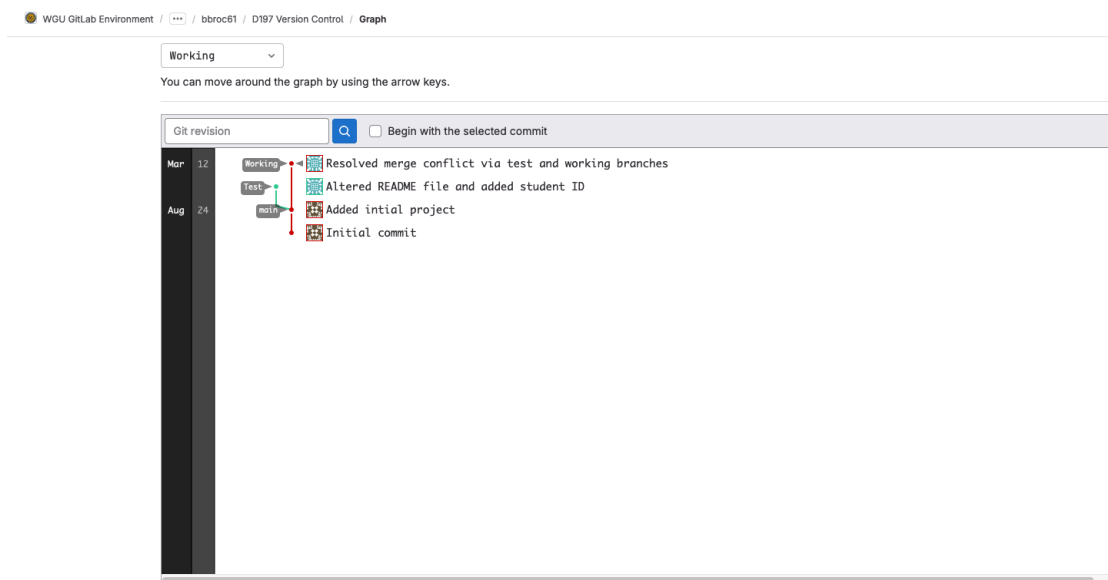 WGU GitLab Environment / ... / bbroc61 / D197 Version Control / Graph
Working
You can move around the graph by using the arrow keys.
Git revision Begin with the selected commit
Mar 12 Working Resolved merge conflict via test and working branches
Test Altered README file and added student ID
Aug 24 main Added intial project
Initial commit